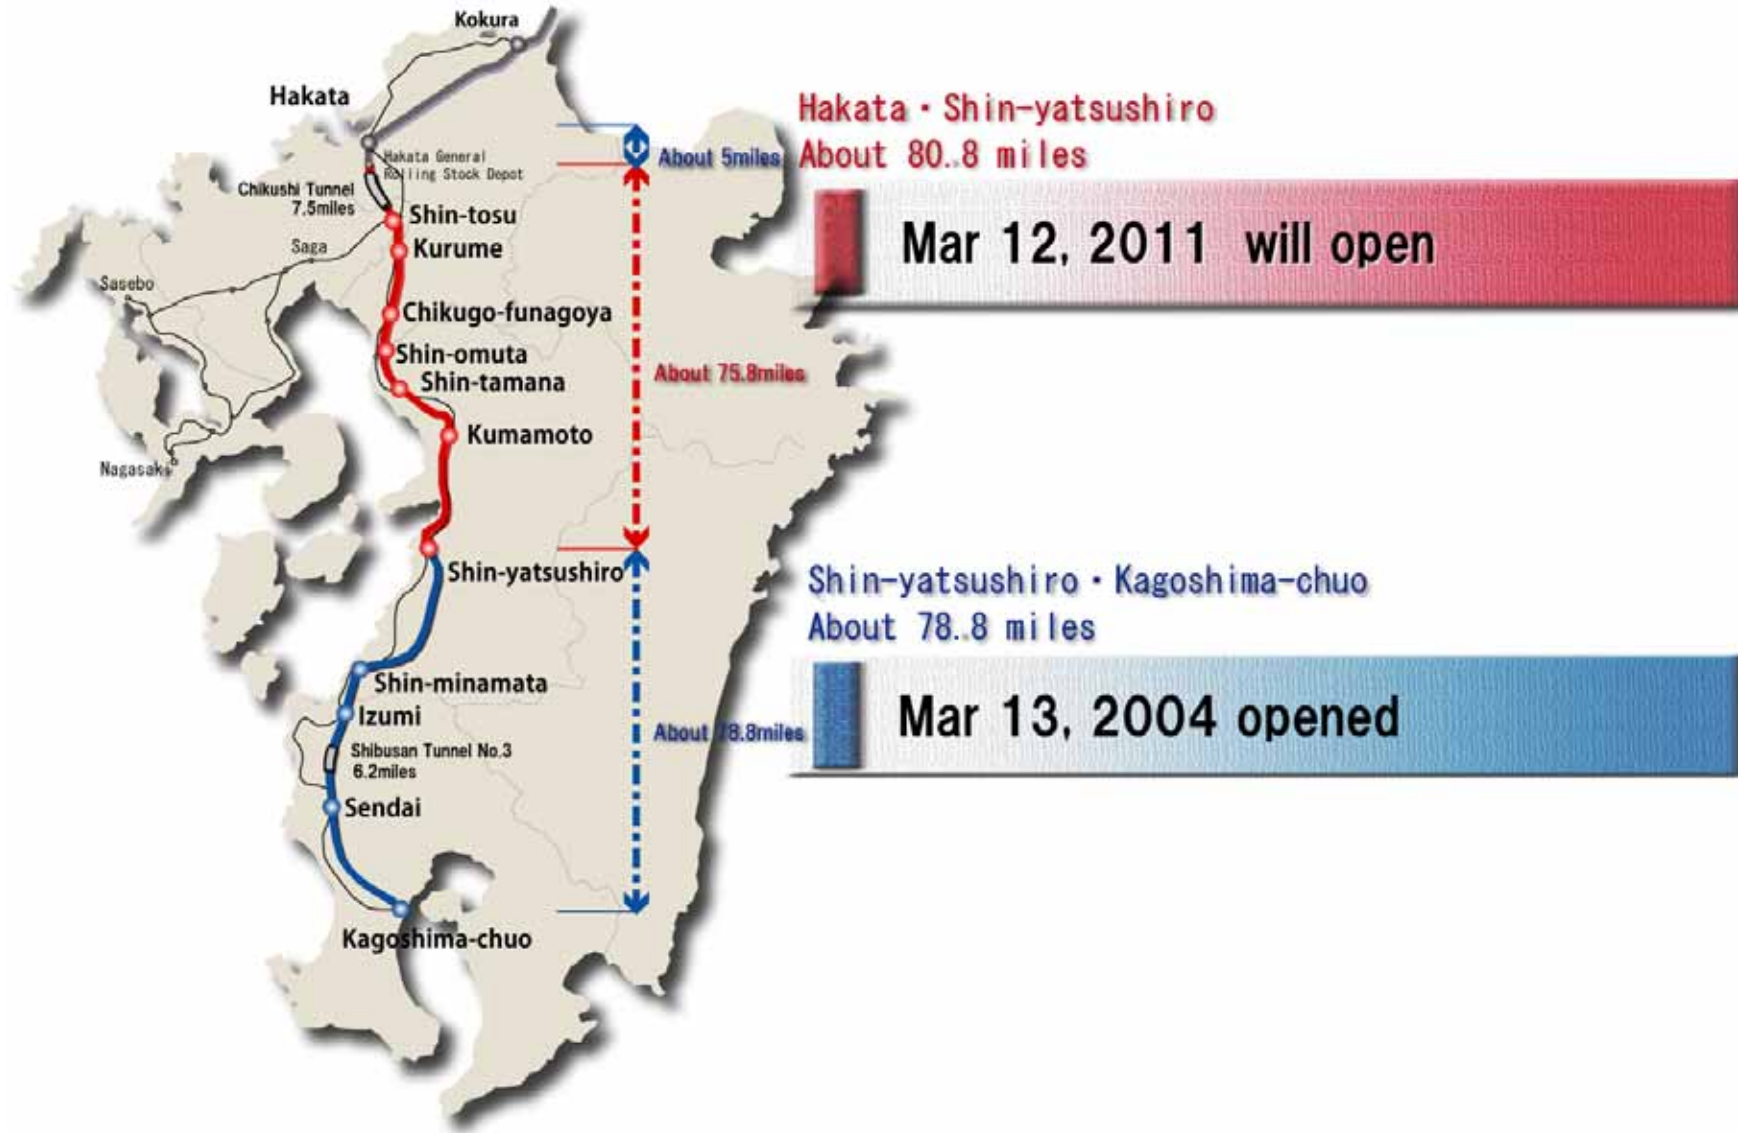 Kokura
Hakata
Hakata General
Rolling Stock Depot
Chikushi Tunnel
7.5miles
Shin-tosu
Kurume
Saga
Sasebo
Chikugo-funagoya
Shin-omuta
Shin-tamana
Kumamoto
Nagasaki
Shin-yatsushiro
Shin-minamata
Izumi
Shibusan Tunnel No.3
6.2miles
Sendai
Kagoshima-chuo
About 5miles
About 75.8miles
About 78.8miles
Hakata・Shin-yatsushiro
About 80.8 miles
Mar 12, 2011 will open
Shin-yatsushiro・Kagoshima-chuo
About 78.8 miles
Mar 13, 2004 opened